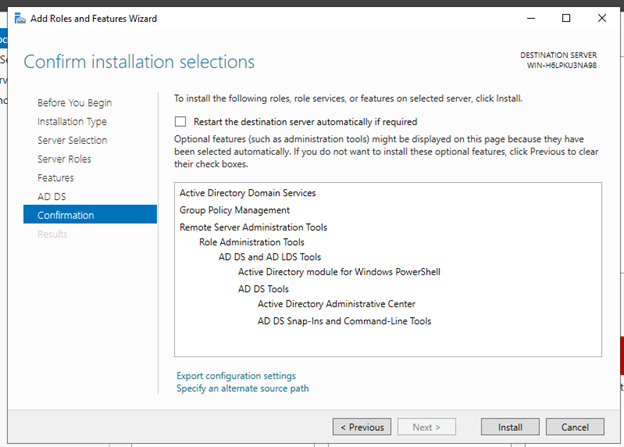 Add Roles and Features Wizard
Confirm installation selections
DESTINATION SERVER
WIN-H6LPKU3NA98
Before You Begin
Installation Type
Server Selection
Server Roles
Features
AD DS
Confirmation
Results
To install the following roles, role services, or features on selected server, click Install.
Restart the destination server automatically if required
Optional features (such as administration tools) might be displayed on this page because they have
been selected automatically. If you do not want to install these optional features, click Previous to clear
their check boxes.
Active Directory Domain Services
Group Policy Management
Remote Server Administration Tools
Role Administration Tools
AD DS and AD LDS Tools
Active Directory module for Windows PowerShell
AD DS Tools
Active Directory Administrative Center
AD DS Snap-Ins and Command-Line Tools
Export configuration settings
Specify an alternate source path
< Previous
Next >
Install
Cancel